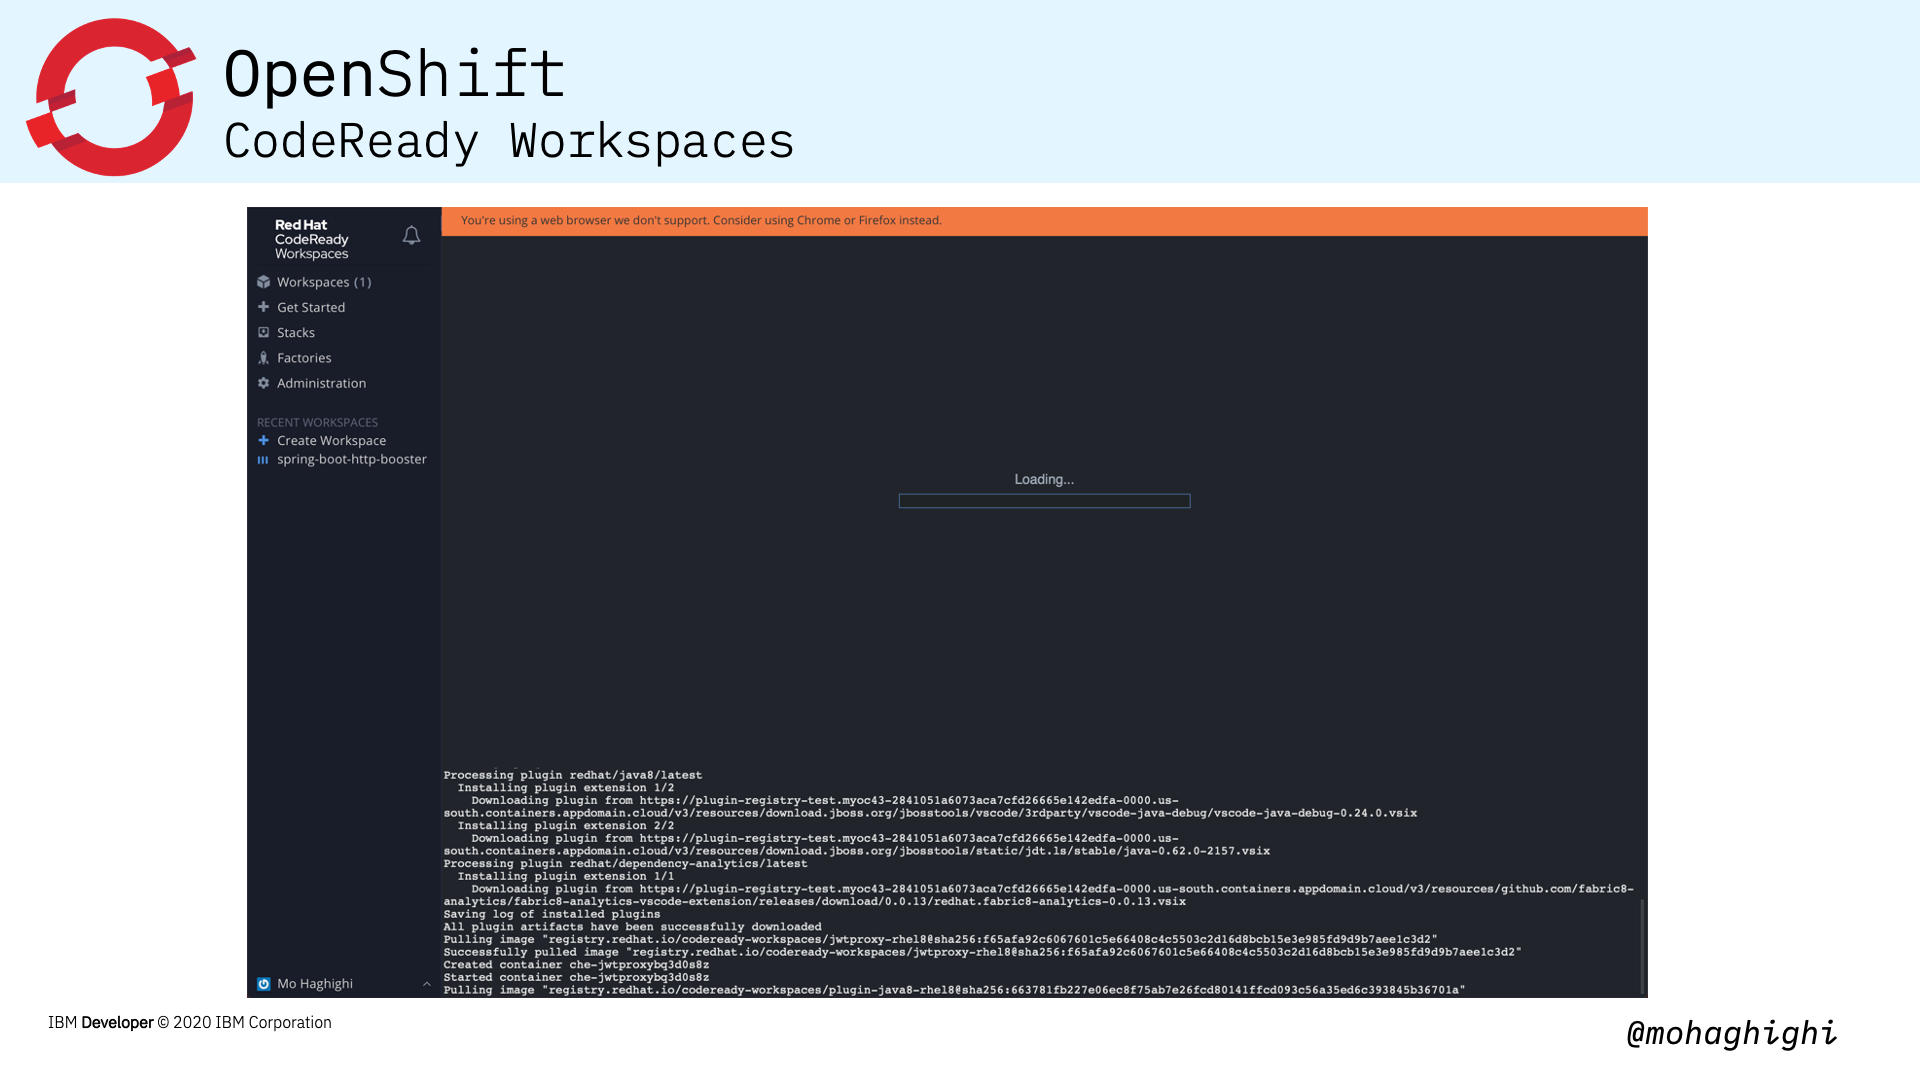 OpenShift
CodeReady Workspaces
Red Hat
CodeReady
Workspaces
Workspaces (1)
Get Started
Stacks
Factories
Administration
RECENT WORKSPACES
Create Workspace
spring-boot-http-booster
Mo Haghighi
You're using a web browser we don't support. Consider using Chrome or Firefox instead.
Loading...
Processing plugin redhat/java8/latest
Installing plugin extension 1/2
Downloading plugin from https://plugin-registry-test.myoc43-2841051a6073aca7cfd26665e142edfa-0000.us-
south.containers.appdomain.cloud/v3/resources/download.jboss.org/jbosstools/vscode/3rdparty/vscode-java-debug/vscode-java-debug-0.24.0.vsix
Installing plugin extension 2/2
Downloading plugin from https://plugin-registry-test.myoc43-2841051a6073aca7cfd26665e142edfa-0000.us-
south.containers.appdomain.cloud/v3/resources/download.jboss.org/jbosstools/static/jdt.ls/stable/java-0.62.0-2157.vsix
Processing plugin redhat/dependency-analytics/latest
Installing plugin extension 1/1
Downloading plugin from https://plugin-registry-test.myoc43-2841051a6073aca7cfd26665e142edfa-0000.us-south.containers.appdomain.cloud/v3/resources/github.com/fabric8-
analytics/fabric8-analytics-vscode-extension/releases/download/0.0.13/redhat.fabric8-analytics-0.0.13.vsix
Saving log of installed plugins
All plugin artifacts have been successfully downloaded
Pulling image "registry.redhat.io/codeready-workspaces/jwtproxy-rhel8@sha256:f65afa92c6067601c5e66408c4c5503c2d16d8bcb15e3e985fd9d9b7aee1c3d2"
Successfully pulled image "registry.redhat.io/codeready-workspaces/jwtproxy-rhel8@sha256:f65afa92c6067601c5e66408c4c5503c2d16d8bcb15e3e985fd9d9b7aee1c3d2"
Created container che-jwtproxybq3d0s8z
Started container che-jwtproxybq3d0s8z
Pulling image "registry.redhat.io/codeready-workspaces/plugin-java8-rhel8@sha256:663781fb227e06ec8f75ab7e26fcd80141ffcd093c56a35ed6c393845b36701a"
IBM Developer © 2020 IBM Corporation
@mohaghighi